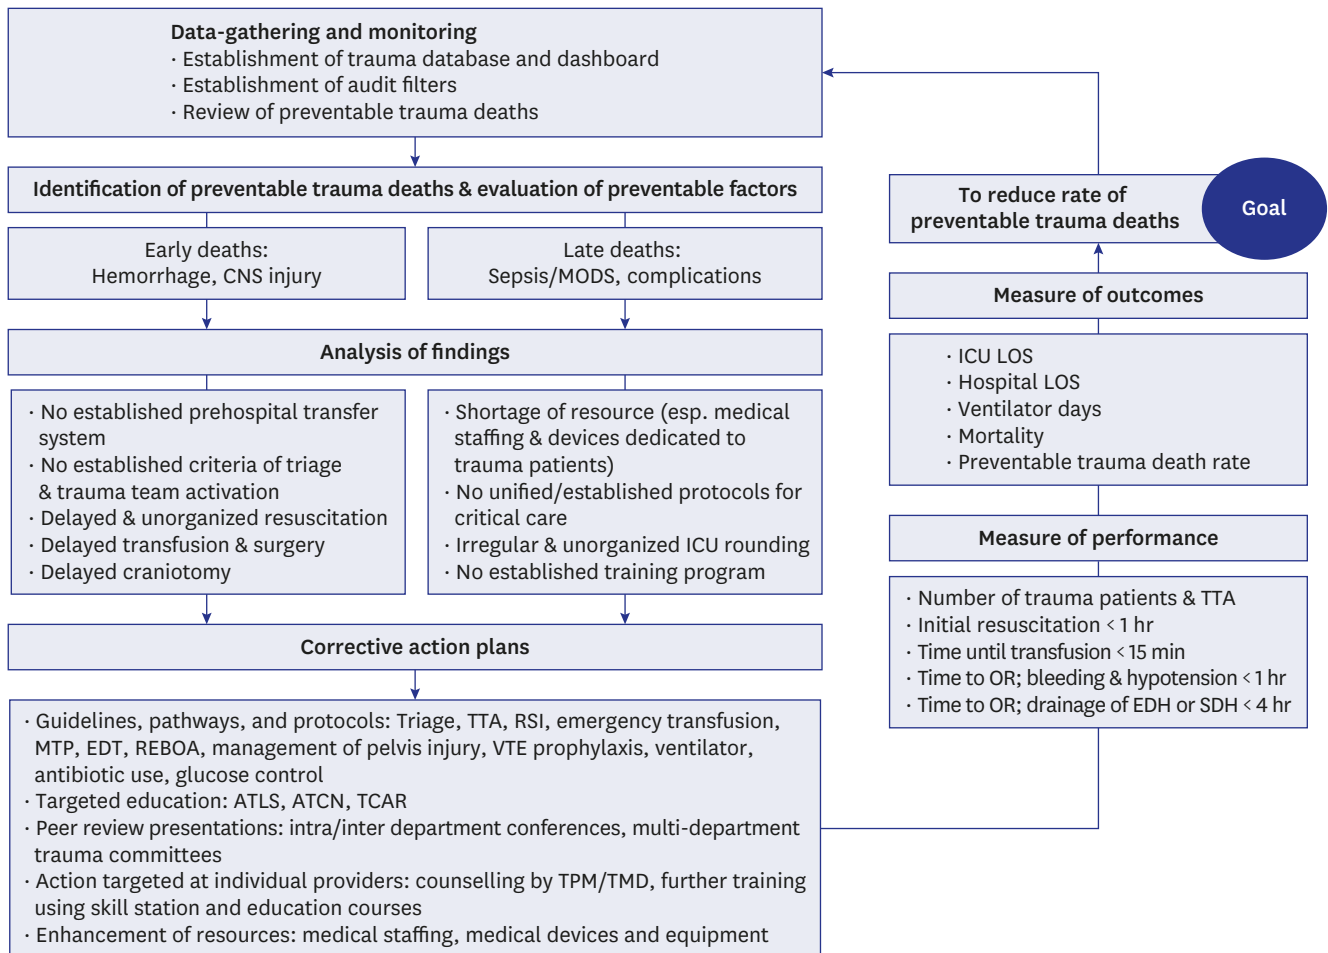 Data-gathering and monitoring
· Establishment of trauma database and dashboard
· Establishment of audit filters
· Review of preventable trauma deaths
Identification of preventable trauma deaths & evaluation of preventable factors
Early deaths:
Hemorrhage, CNS injury
Late deaths:
Sepsis/MODS, complications
Analysis of findings
· No established prehospital transfer
system
· No established criteria of triage
& trauma team activation
· Delayed & unorganized resuscitation
· Delayed transfusion & surgery
· Delayed craniotomy
· Shortage of resource (esp. medical
staffing & devices dedicated to
trauma patients)
· No unified/established protocols for
critical care
· Irregular & unorganized ICU rounding
· No established training program
Corrective action plans
· Guidelines, pathways, and protocols: Triage, TTA, RSI, emergency transfusion,
MTP, EDT, REBOA, management of pelvis injury, VTE prophylaxis, ventilator,
antibiotic use, glucose control
· Targeted education: ATLS, ATCN, TCAR
· Peer review presentations: intra/inter department conferences, multi-department
trauma committees
· Action targeted at individual providers: counselling by TPM/TMD, further training
using skill station and education courses
· Enhancement of resources: medical staffing, medical devices and equipment
To reduce rate of
preventable trauma deaths
Goal
Measure of outcomes
· ICU LOS
· Hospital LOS
· Ventilator days
· Mortality
· Preventable trauma death rate
Measure of performance
· Number of trauma patients & TTA
· Initial resuscitation < 1 hr
· Time until transfusion < 15 min
· Time to OR; bleeding & hypotension < 1 hr
· Time to OR; drainage of EDH or SDH < 4 hr